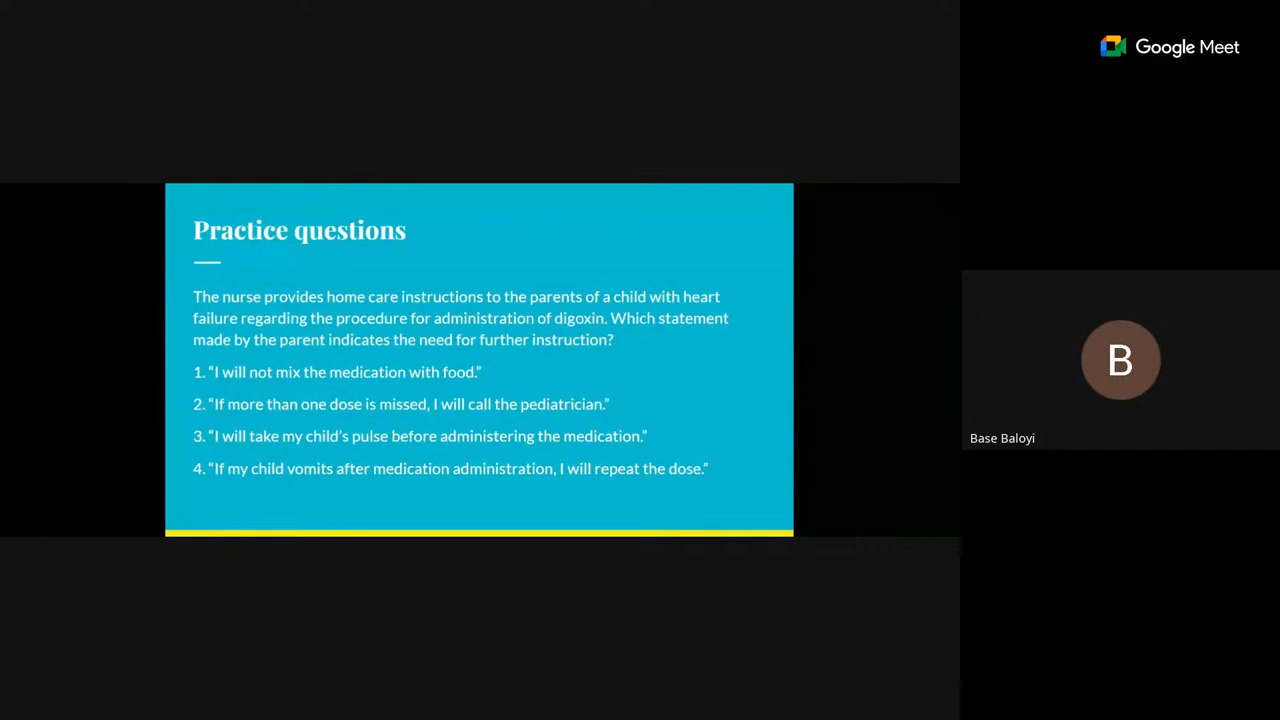 Google Meet
Practice questions
The nurse provides home care instructions to the parents of a child with heart
failure regarding the procedure for administration of digoxin. Which statement
made by the parent indicates the need for further instruction?
1. “I will not mix the medication with food.”
2. “If more than one dose is missed, I will call the pediatrician.”
3. “I will take my child’s pulse before administering the medication.”
4. “If my child vomits after medication administration, I will repeat the dose.”
B
Base Baloyi